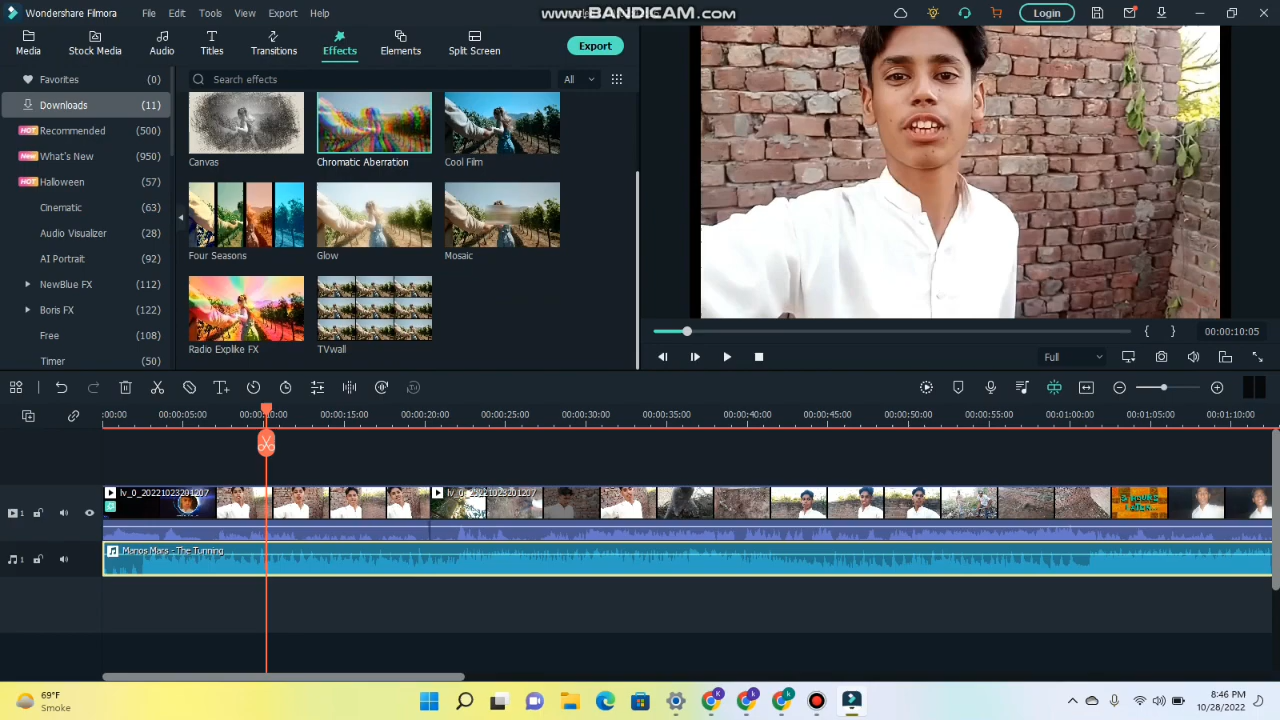 Wondershare Filmora
File Edit Tools View Export Help
WWW.BANDICAM.COM
Login
Media Stock Media Audio Titles Transitions Effects Elements Split Screen Export
Favorites (0)
Downloads (11)
HOT Recommended (500)
New What's New (950)
HOT Halloween (57)
Cinematic (63)
Audio Visualizer (28)
AI Portrait (92)
NewBlue FX (112)
Boris FX (122)
Free (108)
Timer (50)
Search effects All
Canvas Chromatic Aberration Cool Film
Four Seasons Glow Mosaic
Radio Explike FX TVwall
{ } 00:00:10:05
Full
:00:00 00:00:05:00 00:00:10:00 00:00:15:00 00:00:20:00 00:00:25:00 00:00:30:00 00:00:35:00 00:00:40:00 00:00:45:00 00:00:50:00 00:00:55:00 00:01:00:00 00:01:05:00 00:01:10:00
1 lv_0_20221023201207 lv_0_20221023201207
1 Manos Mars - The Tunning
69°F
Smoke
K k k
8:46 PM
10/28/2022